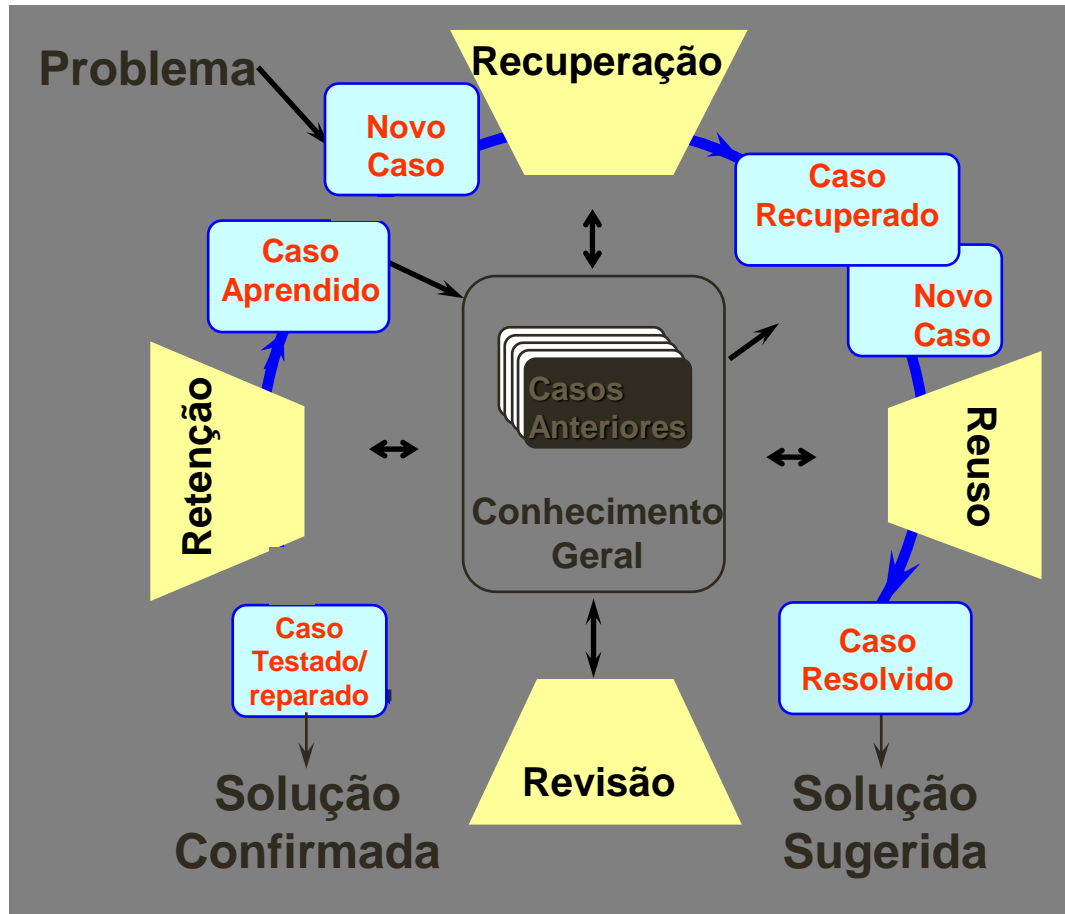 Problema
Recuperação
Novo
Caso
Caso
Recuperado
Novo
Caso
Caso
Aprendido
Casos
Anteriores
Conhecimento
Geral
Retenção
Reuso
Caso
Testado/
reparado
Caso
Resolvido
Revisão
Solução
Confirmada
Solução
Sugerida